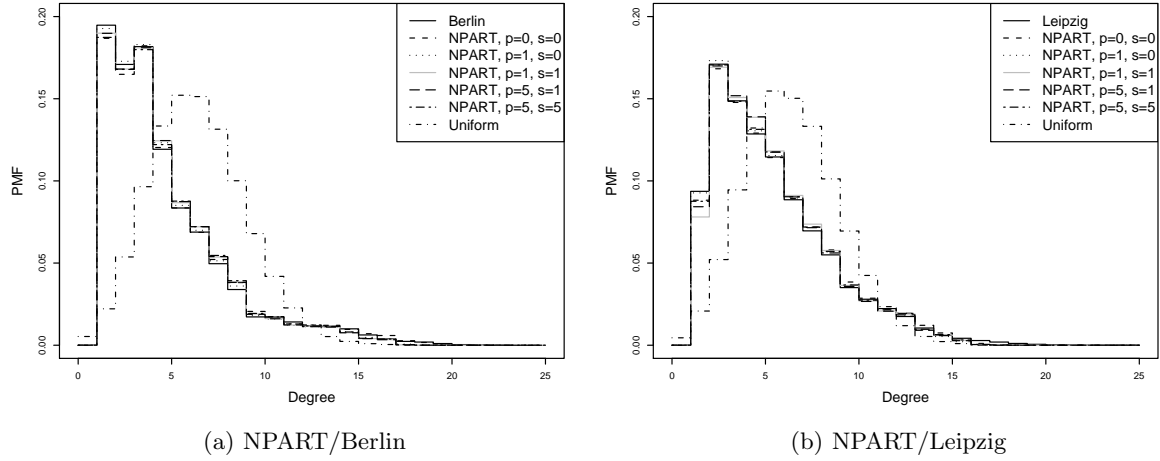 0.20
0.15
0.10
0.05
0.00
PMF
0
5
10
15
20
25
Degree
Berlin
NPART, p=0, s=0
NPART, p=1, s=0
NPART, p=1, s=1
NPART, p=5, s=1
NPART, p=5, s=5
Uniform
(a) NPART/Berlin
0.20
0.15
0.10
0.05
0.00
PMF
0
5
10
15
20
25
Degree
Leipzig
NPART, p=0, s=0
NPART, p=1, s=0
NPART, p=1, s=1
NPART, p=5, s=1
NPART, p=5, s=5
Uniform
(b) NPART/Leipzig